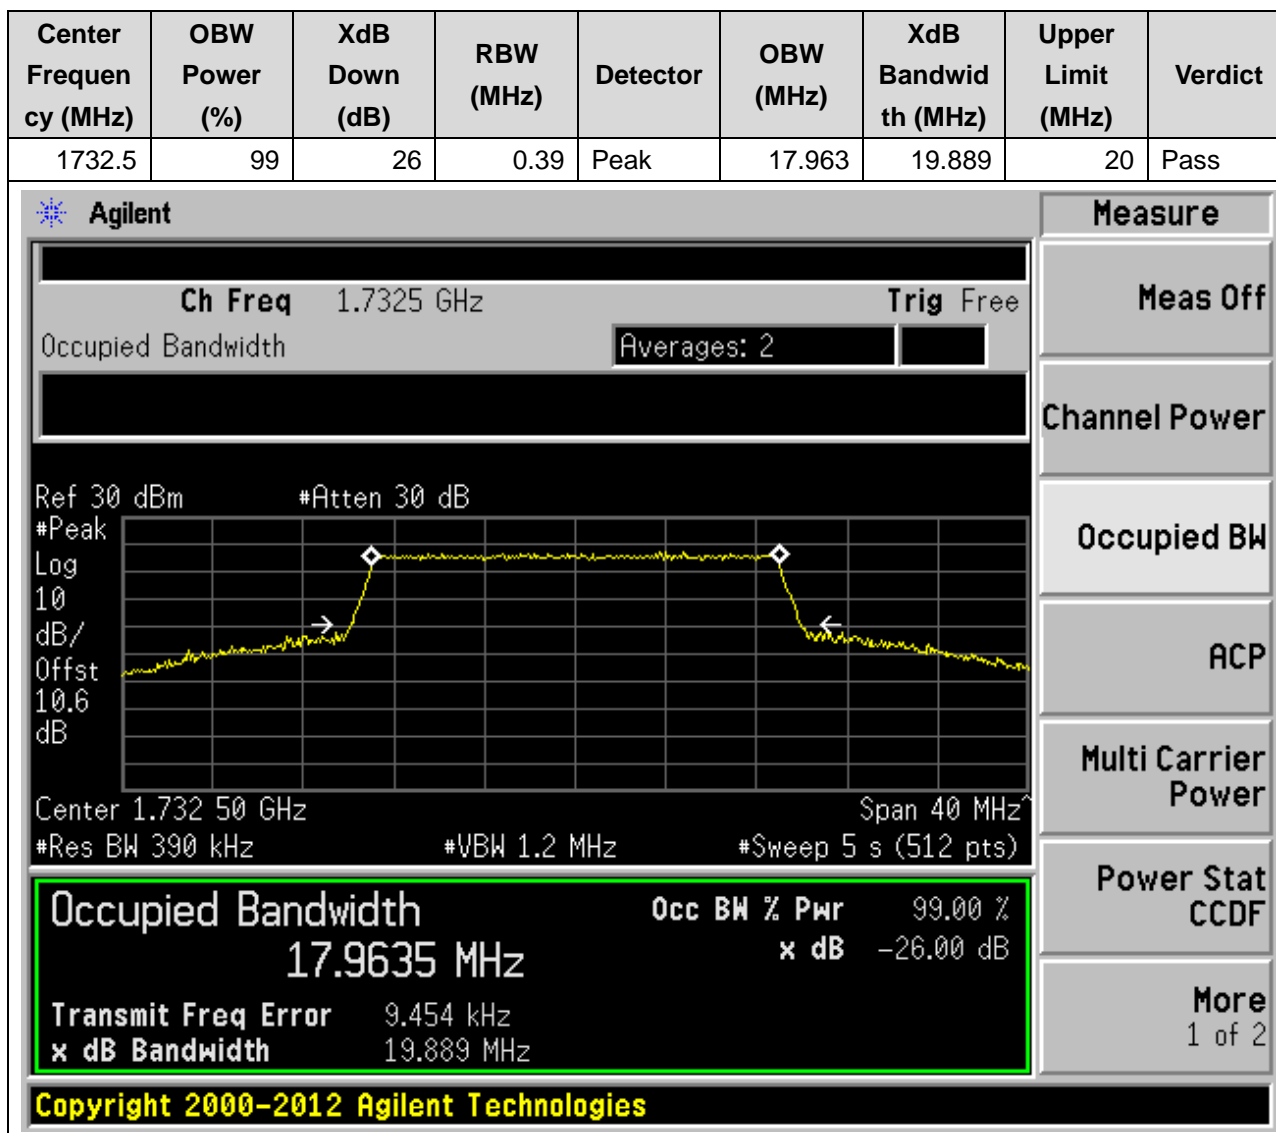 Center Frequen cy (MHz) OBW Power (%) XdB Down (dB) RBW (MHz) Detector OBW (MHz) XdB Bandwid th (MHz) Upper Limit (MHz) Verdict
1732.5 99 26 0.39 Peak 17.963 19.889 20 Pass
Agilent
Ch Freq 1.7325 GHz Trig Free
Occupied Bandwidth Averages: 2
Ref 30 dBm #Atten 30 dB
#Peak
Log
10
dB/
Offst
10.6
dB
Center 1.732 50 GHz Span 40 MHz^
#Res BW 390 kHz #VBW 1.2 MHz #Sweep 5 s (512 pts)
Occupied Bandwidth Occ BW % Pwr 99.00 %
17.9635 MHz x dB -26.00 dB
Transmit Freq Error 9.454 kHz
x dB Bandwidth 19.889 MHz
Copyright 2000-2012 Agilent Technologies
Measure
Meas Off
Channel Power
Occupied BW
ACP
Multi Carrier
Power
Power Stat
CCDF
More
1 of 2